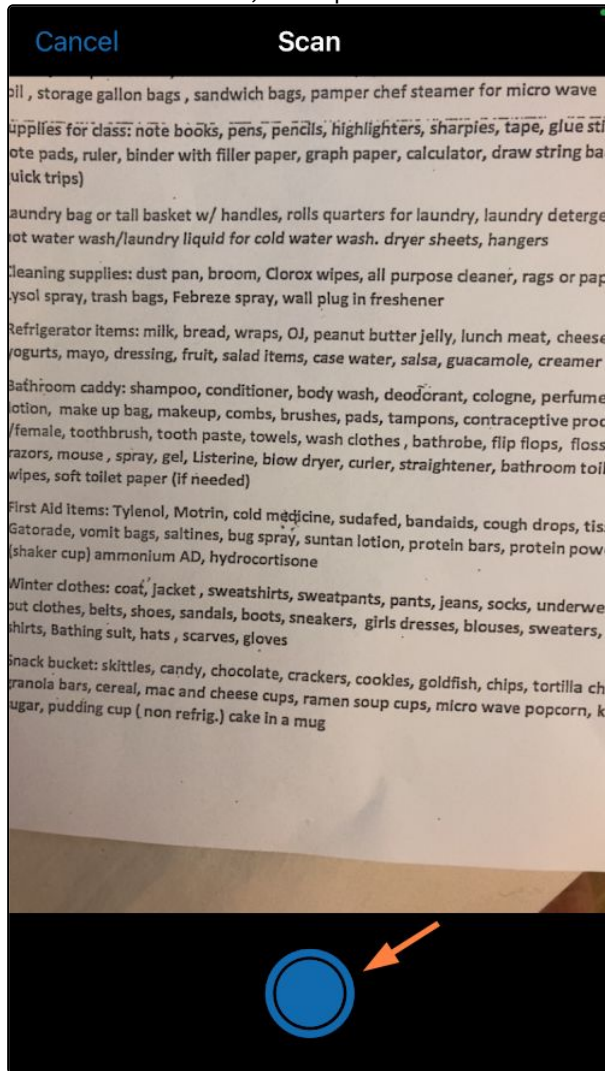 Cancel
Scan
oil , storage gallon bags , sandwich bags, pamper chef steamer for micro wave
upplies for class: note books, pens, pencils, highlighters, sharpies, tape, glue sti
ote pads, ruler, binder with filler paper, graph paper, calculator, draw string ba
uick trips)
aundry bag or tall basket w/ handles, rolls quarters for laundry, laundry deterge
ot water wash/laundry liquid for cold water wash. dryer sheets, hangers
leaning supplies: dust pan, broom, Clorox wipes, all purpose cleaner, rags or pap
ysol spray, trash bags, Febreze spray, wall plug in freshener
Refrigerator items: milk, bread, wraps, OJ, peanut butter jelly, lunch meat, cheese
yogurts, mayo, dressing, fruit, salad items, case water, salsa, guacamole, creamer
Bathroom caddy: shampoo, conditioner, body wash, deodorant, cologne, perfume
lotion, make up bag, makeup, combs, brushes, pads, tampons, contraceptive prod
/female, toothbrush, tooth paste, towels, wash clothes , bathrobe, flip flops, floss
razors, mouse , spray, gel, Listerine, blow dryer, curler, straightener, bathroom toil
wipes, soft toilet paper (if needed)
First Aid items: Tylenol, Motrin, cold medicine, sudafed, bandaids, cough drops, tis
Gatorade, vomit bags, saltines, bug spray, suntan lotion, protein bars, protein pow
(shaker cup) ammonium AD, hydrocortisone
Winter clothes: coat, jacket , sweatshirts, sweatpants, pants, jeans, socks, underwe
out clothes, belts, shoes, sandals, boots, sneakers, girls dresses, blouses, sweaters,
shirts, Bathing suit, hats , scarves, gloves
Snack bucket: skittles, candy, chocolate, crackers, cookies, goldfish, chips, tortilla ch
granola bars, cereal, mac and cheese cups, ramen soup cups, micro wave popcorn, k
ugar, pudding cup ( non refrig.) cake in a mug